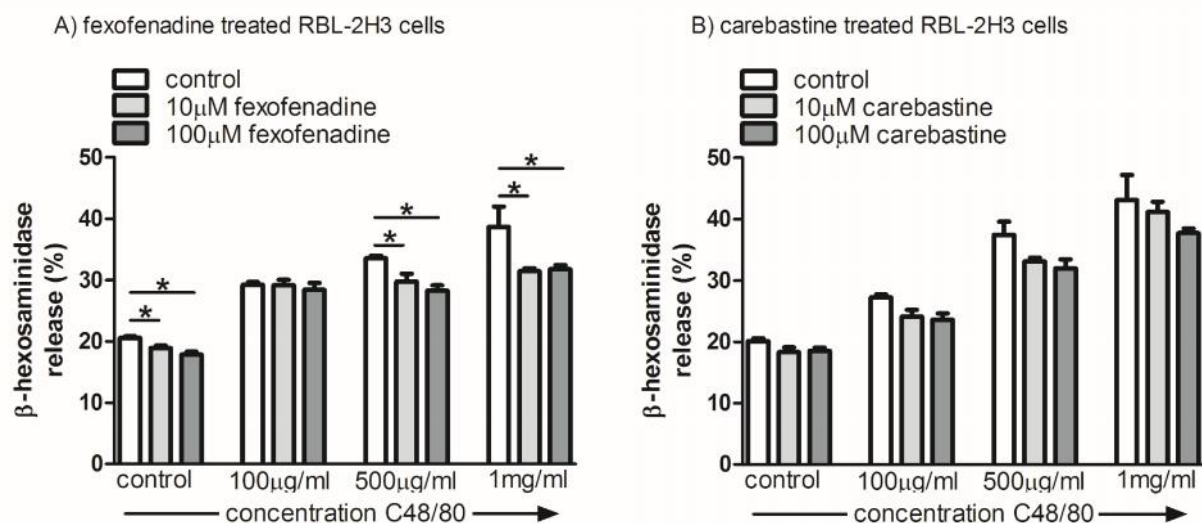 A) fexofenadine treated RBL-2H3 cells
control
10μM fexofenadine
100μM fexofenadine
β-hexosaminidase
release (%)
50
40
30
20
10
0
*
*
*
*
*
*
control
100μg/ml
500μg/ml
1mg/ml
concentration C48/80
B) carebastine treated RBL-2H3 cells
control
10μM carebastine
100μM carebastine
β-hexosaminidase
release (%)
50
40
30
20
10
0
control
100μg/ml
500μg/ml
1mg/ml
concentration C48/80